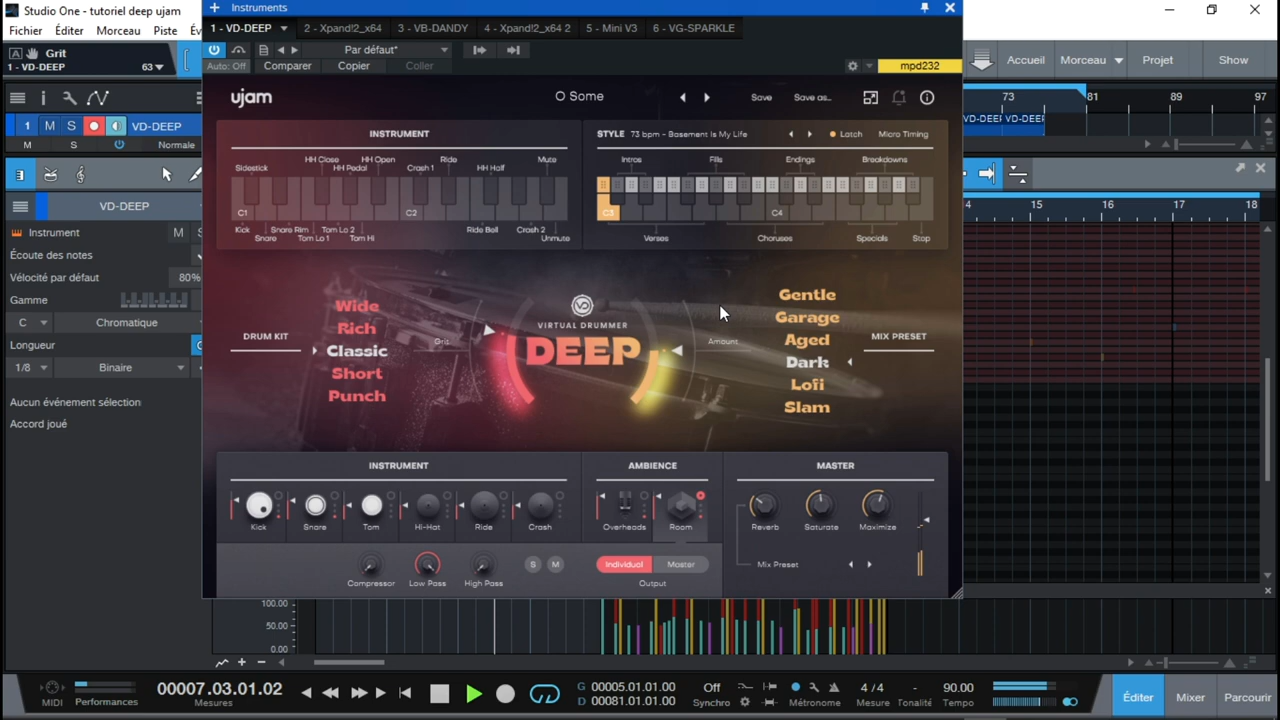 Studio One - tutoriel deep ujam
Instruments
Fichier Éditer Morceau Piste
1 - VD-DEEP 2 - Xpand!2_x64 3 - VB-DANDY 4 - Xpand!2_x64 2 5 - Mini V3 6 - VG-SPARKLE
Grit
1 - VD-DEEP 63
Par défaut*
Auto: Off Comparer Copier Coller mpd232
Accueil Morceau Projet Show
73 81 89 97
ujam O Some Save Save as...
1 M S VD-DEEP
M S Normale
VD-DEEP VD-DEEP
INSTRUMENT
STYLE 73 bpm - Basement Is My Life Latch Micro Timing
HH Close HH Open Ride Mute
Sidestick HH Pedal Crash 1 HH Half
Intros Fills Endings Breakdowns
C1 C2
C3 C4
Kick Snare Rim Tom Lo 2 Ride Bell Crash 2
Snare Tom Lo 1 Tom Hi Unmute
Verses Choruses Specials Stop
VD-DEEP
Instrument M S
Écoute des notes
Vélocité par défaut 80%
Gamme
C Chromatique
Longueur
1/8 Binaire
Aucun événement sélection
Accord joué
4 15 16 17 18
DRUM KIT
Wide
Rich
Classic
Short
Punch
Grit
VD
VIRTUAL DRUMMER
DEEP
Amount
Gentle
Garage
Aged
Dark
Lofi
Slam
MIX PRESET
INSTRUMENT AMBIENCE MASTER
Kick Snare Tom Hi-Hat Ride Crash Overheads Room Reverb Saturate Maximize
Compressor Low Pass High Pass S M
Individual Master
Output
Mix Preset
100.00
50.00
0.00
MIDI Performances
00007.03.01.02
Mesures
G 00005.01.01.00
D 00081.01.01.00
Off
Synchro
Métronome
4 / 4
Mesure
-
Tonalité
90.00
Tempo
Éditer Mixer Parcourir